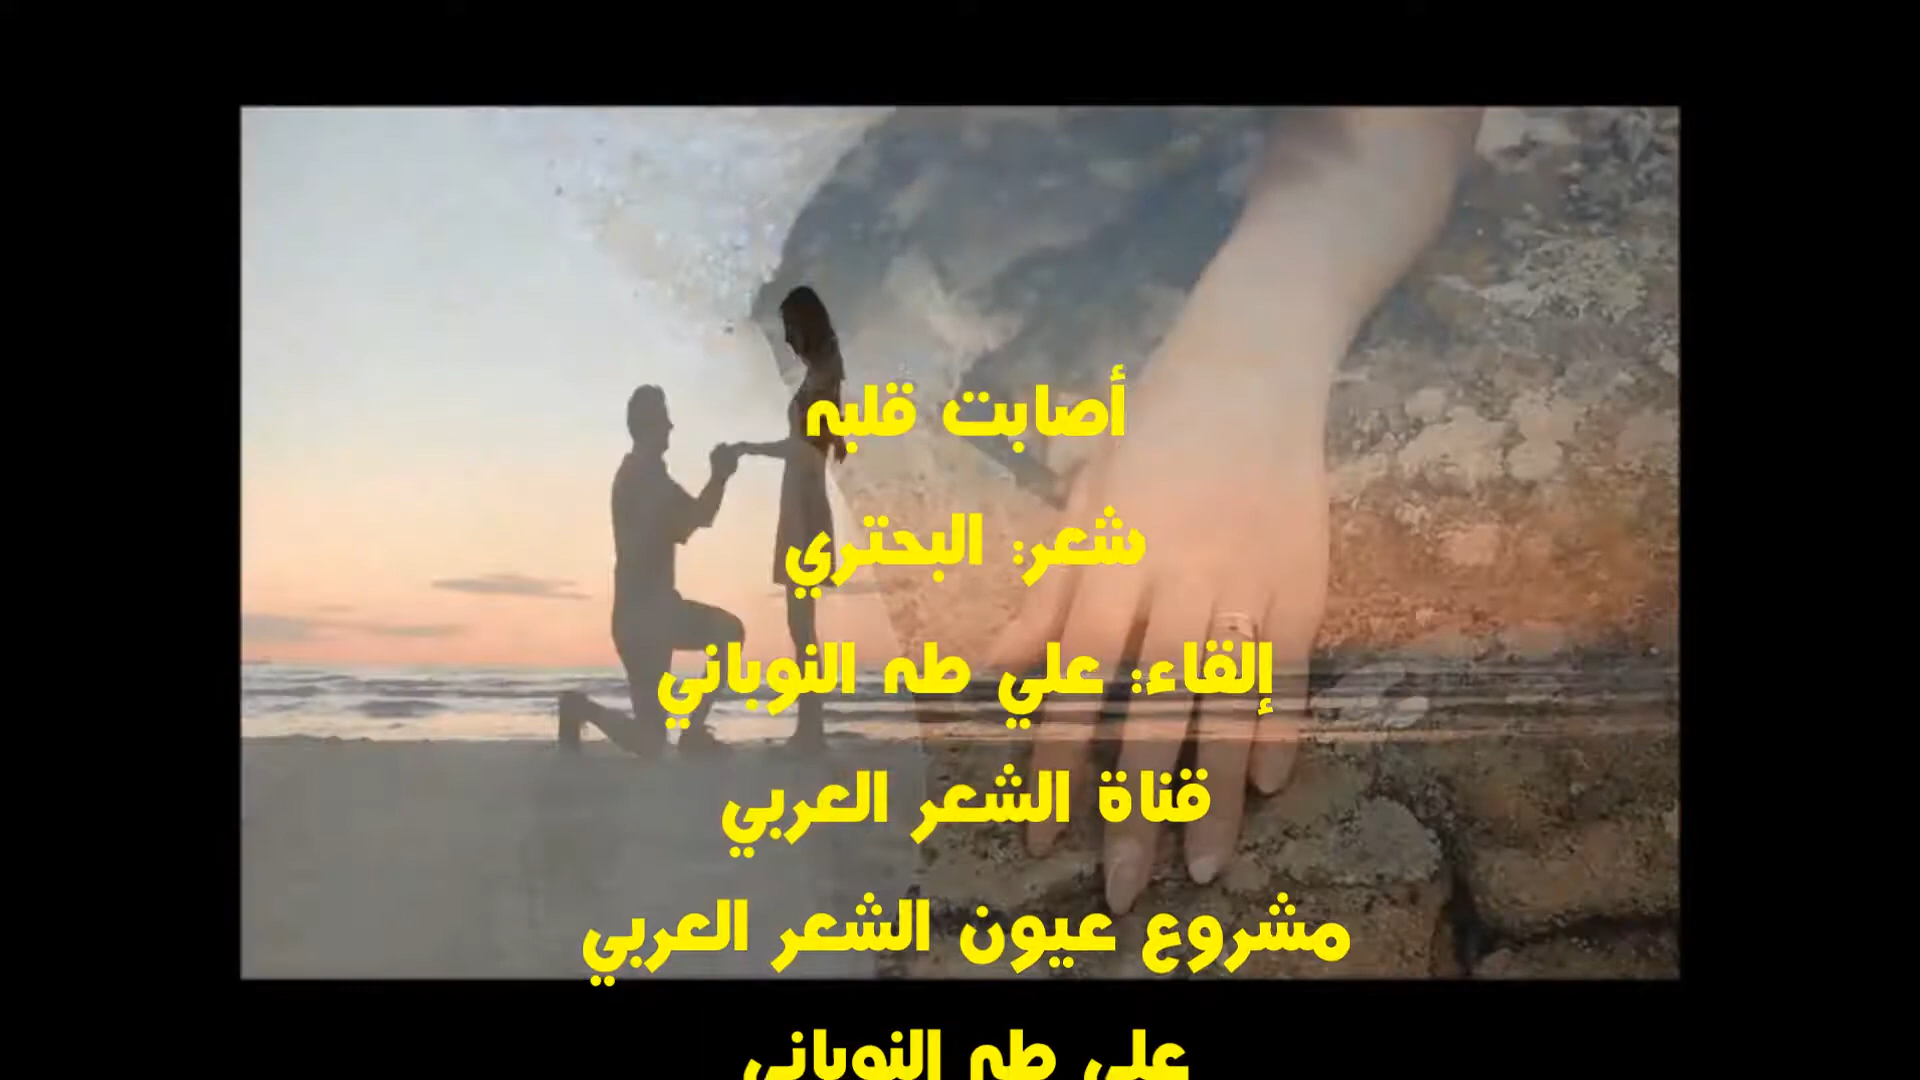 أصابت قلبه
شعر: البحتري
إلقاء: علي طه النوباني
قناة الشعر العربي
مشروع عيون الشعر العربي
علي طه النوباني